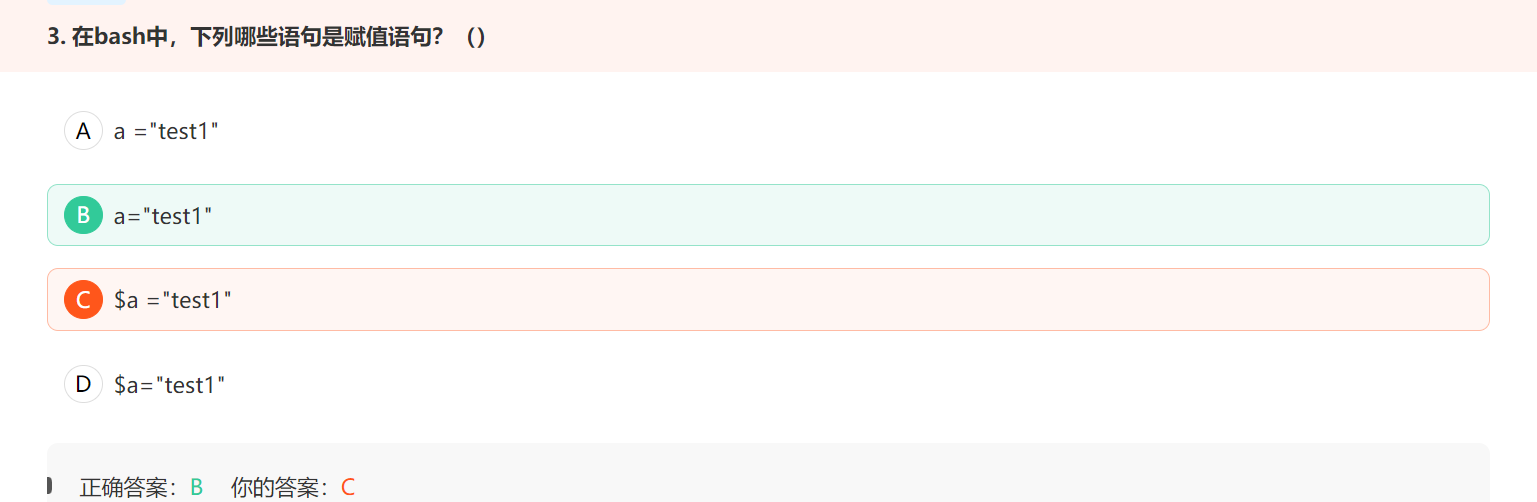 3. 在bash中，下列哪些语句是赋值语句？（）
A a ="test1"
B a="test1"
C $a ="test1"
D $a="test1"
正确答案：B 你的答案：C